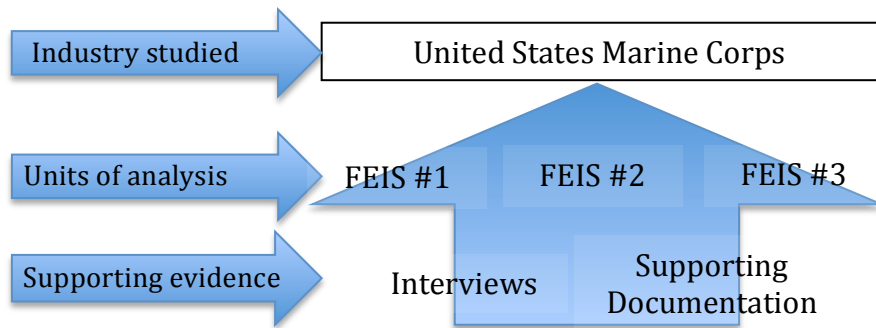 Industry studied
United States Marine Corps
Units of analysis
FEIS #1
FEIS #2
FEIS #3
Supporting evidence
Interviews
Supporting
Documentation